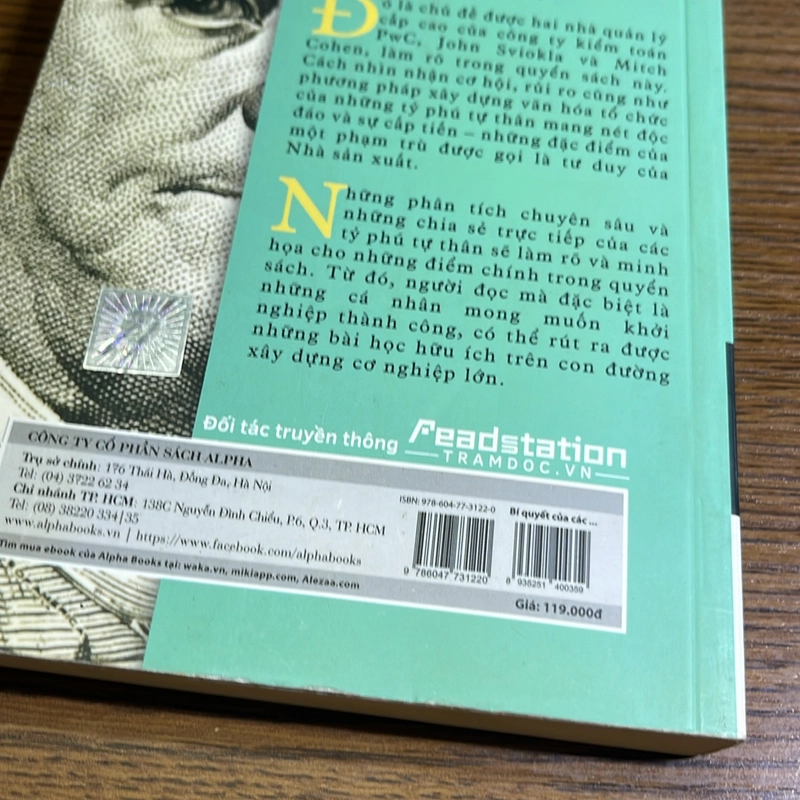 Đó là chủ đề được hai nhà quản lý
cấp cao của công ty kiểm toán
PwC, John Sviokla và Mitch
Cohen, làm rõ trong quyển sách này.
Cách nhìn nhận cơ hội, rủi ro cũng như
phương pháp xây dựng văn hóa tổ chức
của những tỷ phú tự thân mang nét độc
đáo và sự cấp tiến – những đặc điểm của
một phạm trù được gọi là tư duy của
Nhà sản xuất.
Những phân tích chuyên sâu và
những chia sẻ trực tiếp của các
tỷ phú tự thân sẽ làm rõ và minh
họa cho những điểm chính trong quyển
sách. Từ đó, người đọc mà đặc biệt là
những cá nhân mong muốn khởi
nghiệp thành công, có thể rút ra được
những bài học hữu ích trên con đường
xây dựng cơ nghiệp lớn.
Đối tác truyền thông Readstation
TRAMDOC.VN
CÔNG TY CỔ PHẦN SÁCH ALPHA
Trụ sở chính: 176 Thái Hà, Đống Đa, Hà Nội
Tel: (04) 3722 62 34
Chi nhánh TP. HCM: 138C Nguyễn Đình Chiểu, P.6, Q.3, TP. HCM
Tel: (08) 38220 334|35
www.alphabooks.vn | https://www.facebook.com/alphabooks
Tìm mua ebook của Alpha Books tại: waka.vn, mikiapp.com, Alezaa.com
ISBN: 978-604-77-3122-0
Bí quyết của các ...
9 786047 731220
8 938251 400359
Giá: 119.000đ